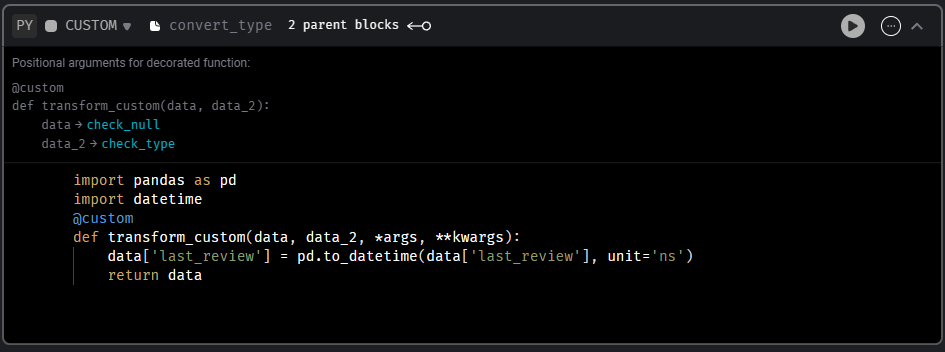 PY CUSTOM convert_type 2 parent blocks
Positional arguments for decorated function:
@custom
def transform_custom(data, data_2):
data → check_null
data_2 → check_type
import pandas as pd
import datetime
@custom
def transform_custom(data, data_2, *args, **kwargs):
data['last_review'] = pd.to_datetime(data['last_review'], unit='ns')
return data